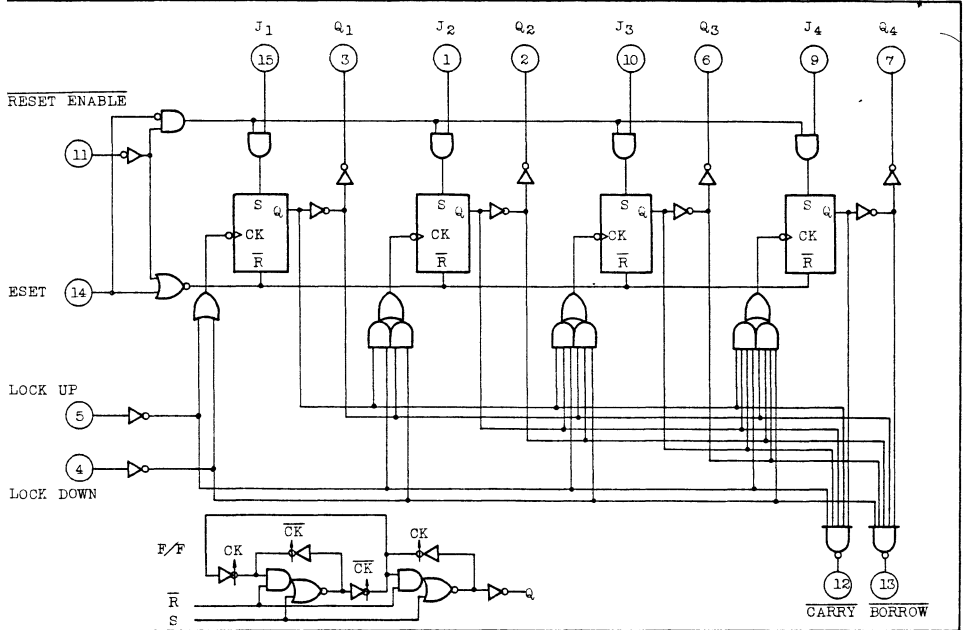 J1 Q1 J2 Q2 J3 Q3 J4 Q4
15 3 1 2 10 6 9 7
RESET ENABLE
11
S Q S Q S Q S Q
CK CK CK CK
R R R R
ESET 14
LOCK UP
5
4
LOCK DOWN
F/F CK CK CK CK Q
R
S
12 13
CARRY BORROW